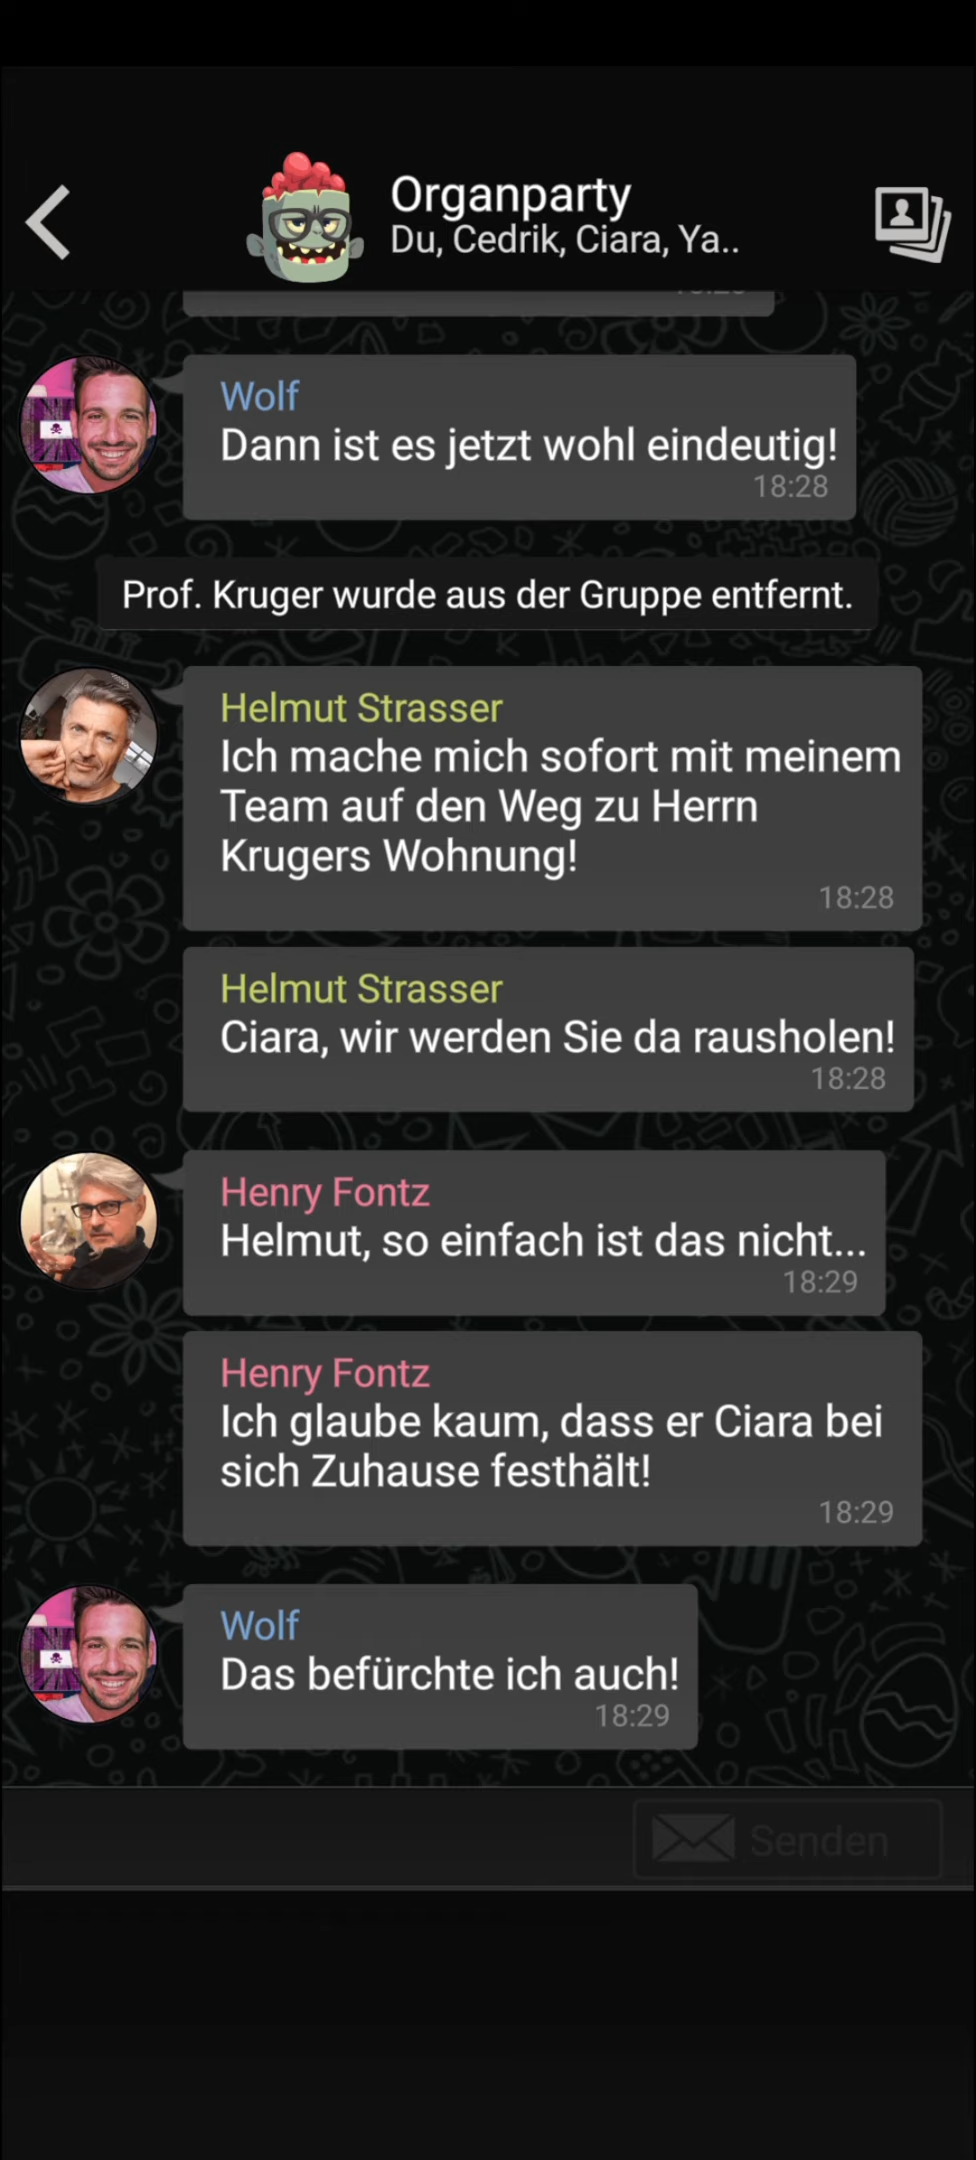 Organparty
Du, Cedrik, Ciara, Ya..
Wolf
Dann ist es jetzt wohl eindeutig!
18:28
Prof. Kruger wurde aus der Gruppe entfernt.
Helmut Strasser
Ich mache mich sofort mit meinem
Team auf den Weg zu Herrn
Krugers Wohnung!
18:28
Helmut Strasser
Ciara, wir werden Sie da rausholen!
18:28
Henry Fontz
Helmut, so einfach ist das nicht...
18:29
Henry Fontz
Ich glaube kaum, dass er Ciara bei
sich Zuhause festhält!
18:29
Wolf
Das befürchte ich auch!
18:29
Senden